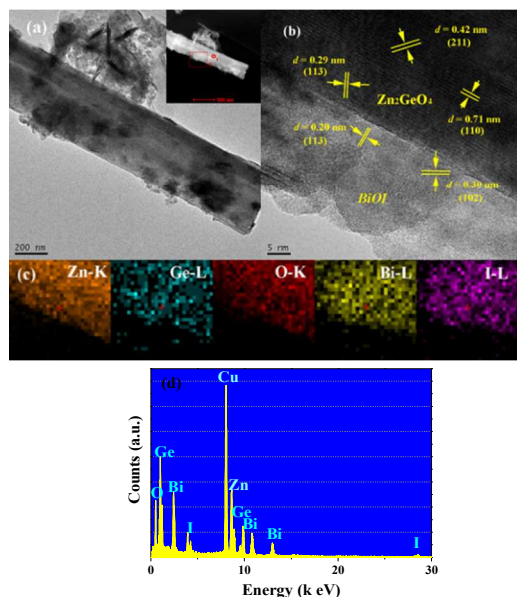 (a)
200 nm
(b)
d = 0.42 nm
(211)
d = 0.29 nm
(113)
Zn₂GeO₄
d = 0.71 nm
(110)
d = 0.20 nm
(113)
d = 0.30 nm
(102)
BiOI
5 nm
(c)
Zn-K
Ge-L
O-K
Bi-L
I-L
(d)
Cu
Ge
O
Bi
I
Zn
Ge
Bi
Bi
I
Counts (a.u.)
0
10
20
30
Energy (k eV)